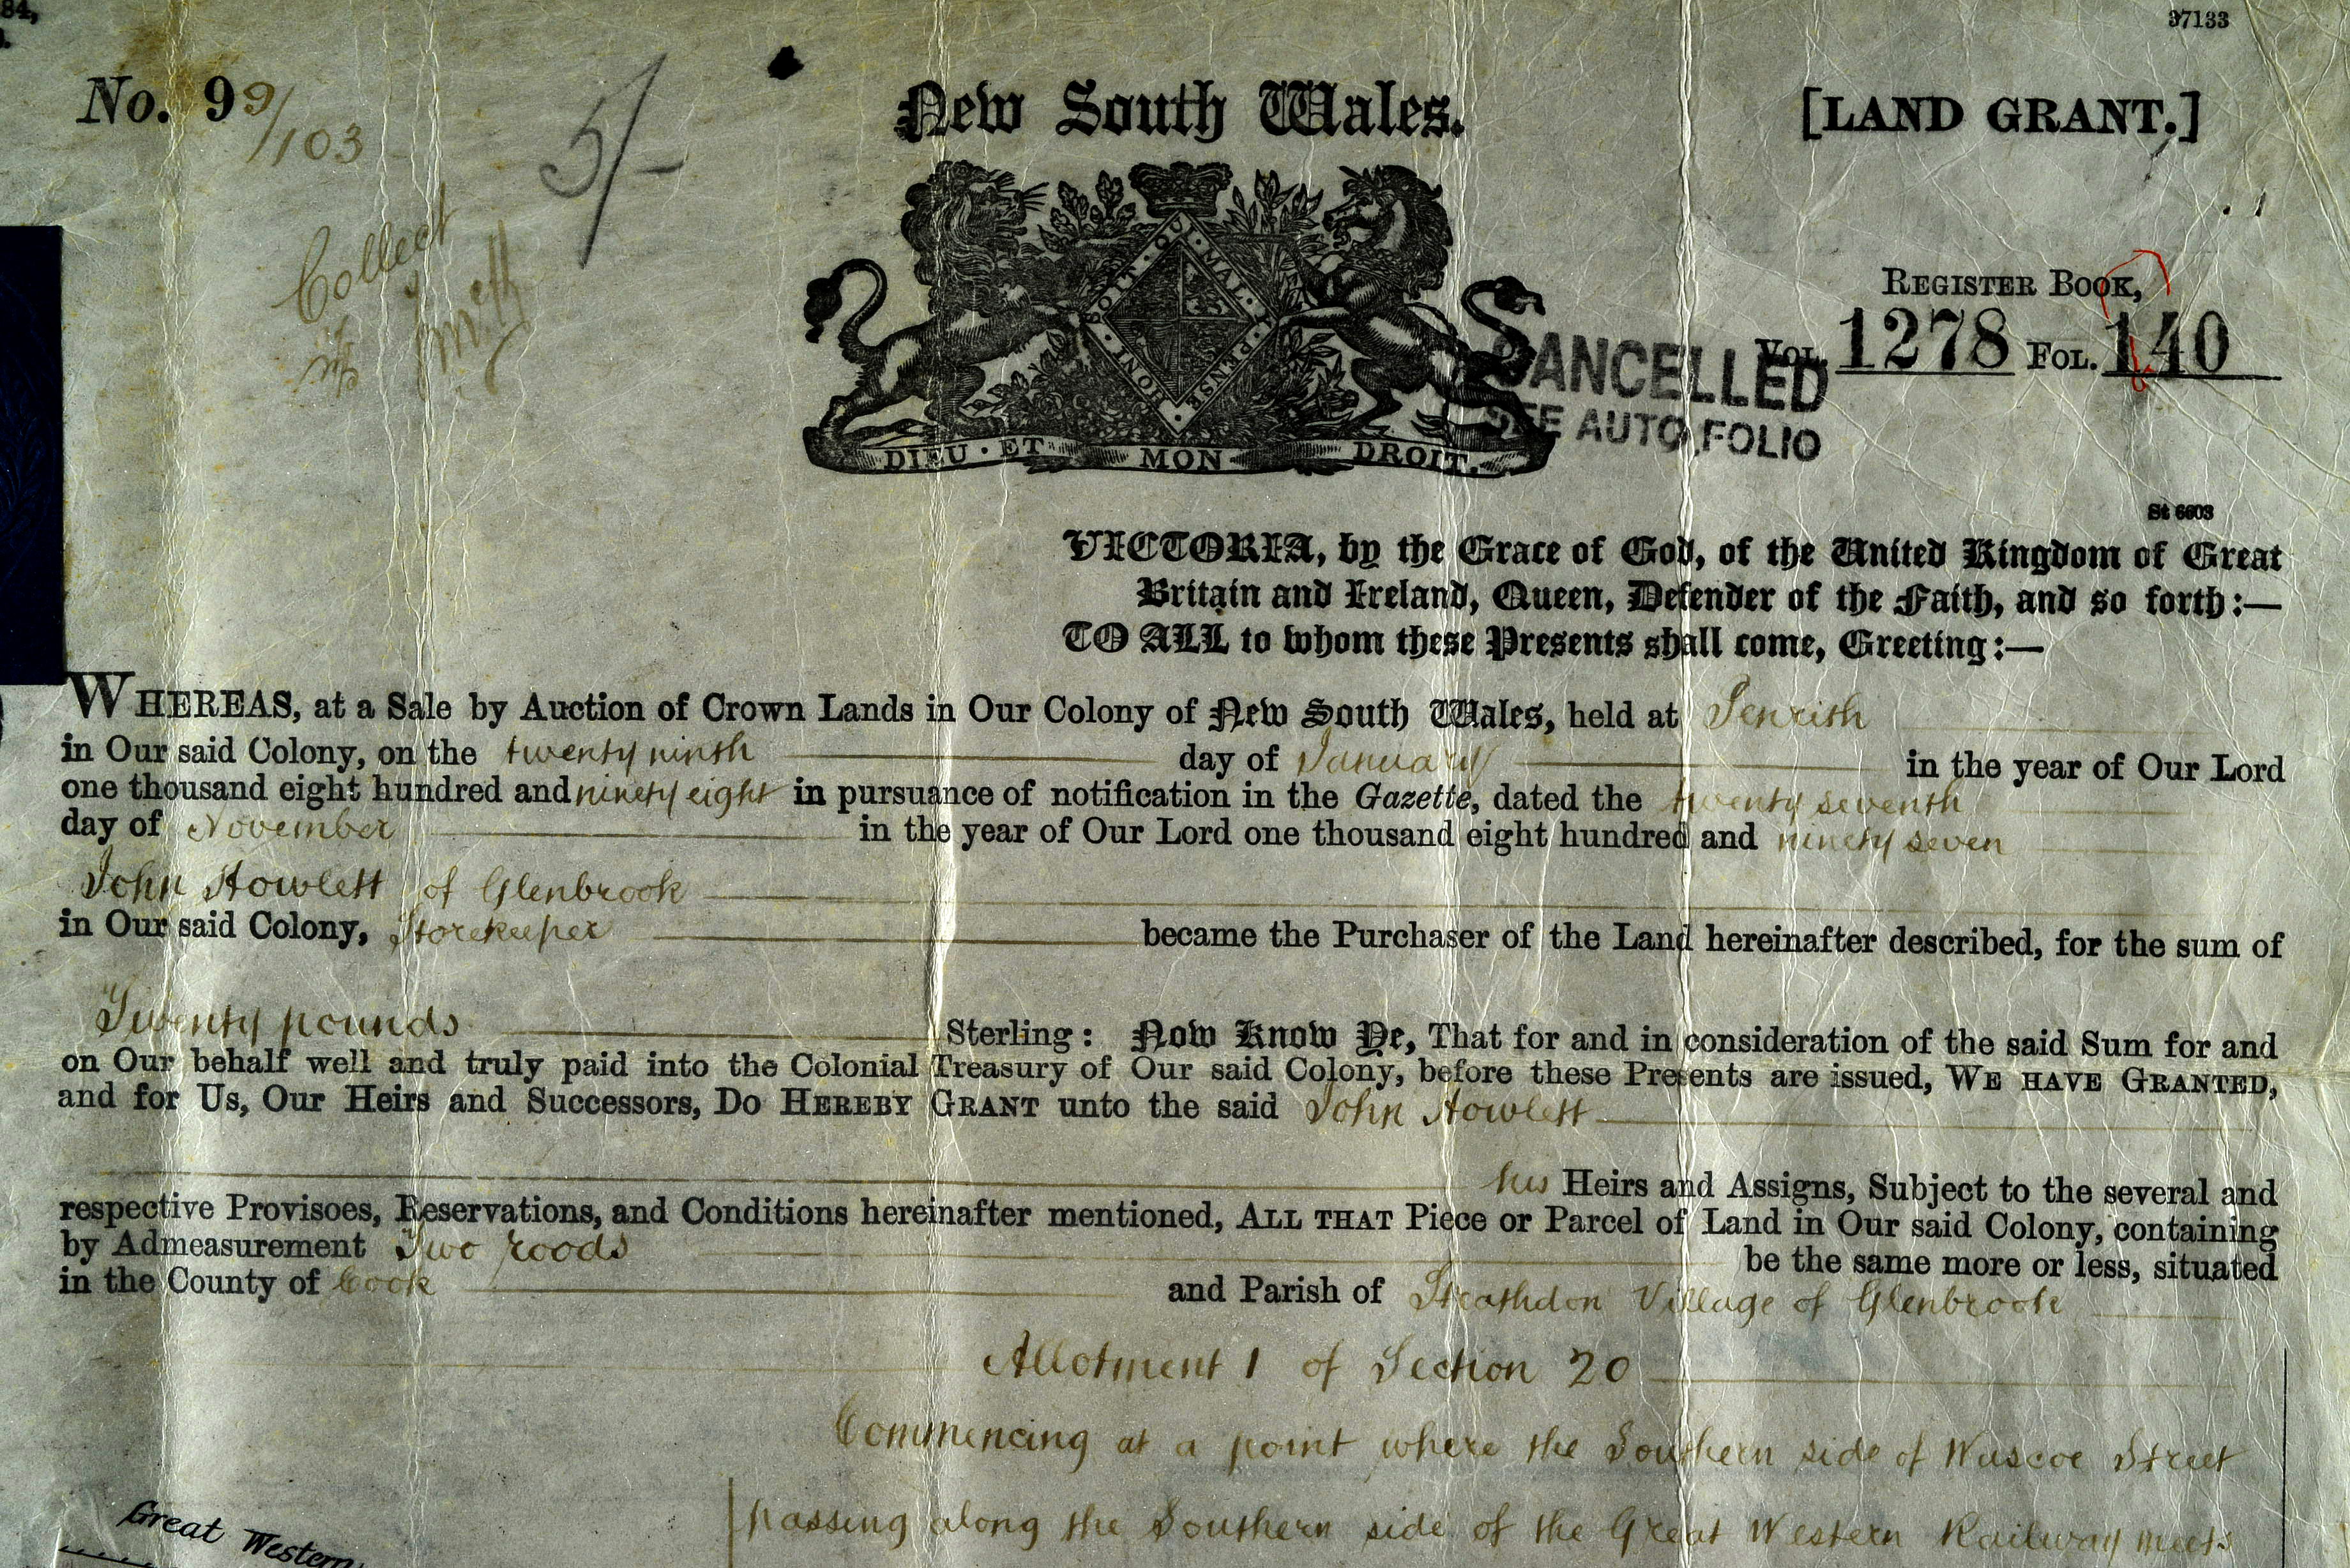 84,
37133
No. 99/103
5/-
New South Wales.
[LAND GRANT.]
Collect
HONI · SOIT · QUI · MAL · Y · PENSE ·
DIEU · ET MON DROIT.
REGISTER BOOK,
VOL. 1278 FOL. 140
CANCELLED
SEE AUTO FOLIO
St 6603
VICTORIA, by the Grace of God, of the United Kingdom of Great
Britain and Ireland, Queen, Defender of the Faith, and so forth:—
TO ALL to whom these Presents shall come, Greeting:—
WHEREAS, at a Sale by Auction of Crown Lands in Our Colony of New South Wales, held at Penrith
in Our said Colony, on the twenty ninth day of January in the year of Our Lord
one thousand eight hundred and ninety eight in pursuance of notification in the Gazette, dated the twenty seventh
day of November in the year of Our Lord one thousand eight hundred and ninety seven
John Howlett of Glenbrook
in Our said Colony, Storekeeper became the Purchaser of the Land hereinafter described, for the sum of
Twenty pounds Sterling: Now Know Ye, That for and in consideration of the said Sum for and
on Our behalf well and truly paid into the Colonial Treasury of Our said Colony, before these Presents are issued, WE HAVE GRANTED,
and for Us, Our Heirs and Successors, DO HEREBY GRANT unto the said John Howlett
his Heirs and Assigns, Subject to the several and
respective Provisoes, Reservations, and Conditions hereinafter mentioned, ALL THAT Piece or Parcel of Land in Our said Colony, containing
by Admeasurement Two roods be the same more or less, situated
in the County of Cook and Parish of Strathdon Village of Glenbrook
Allotment 1 of Section 20
Commencing at a point where the Southern side of Wascoe Street
passing along the Southern side of the Great Western Railway meets
Great Western